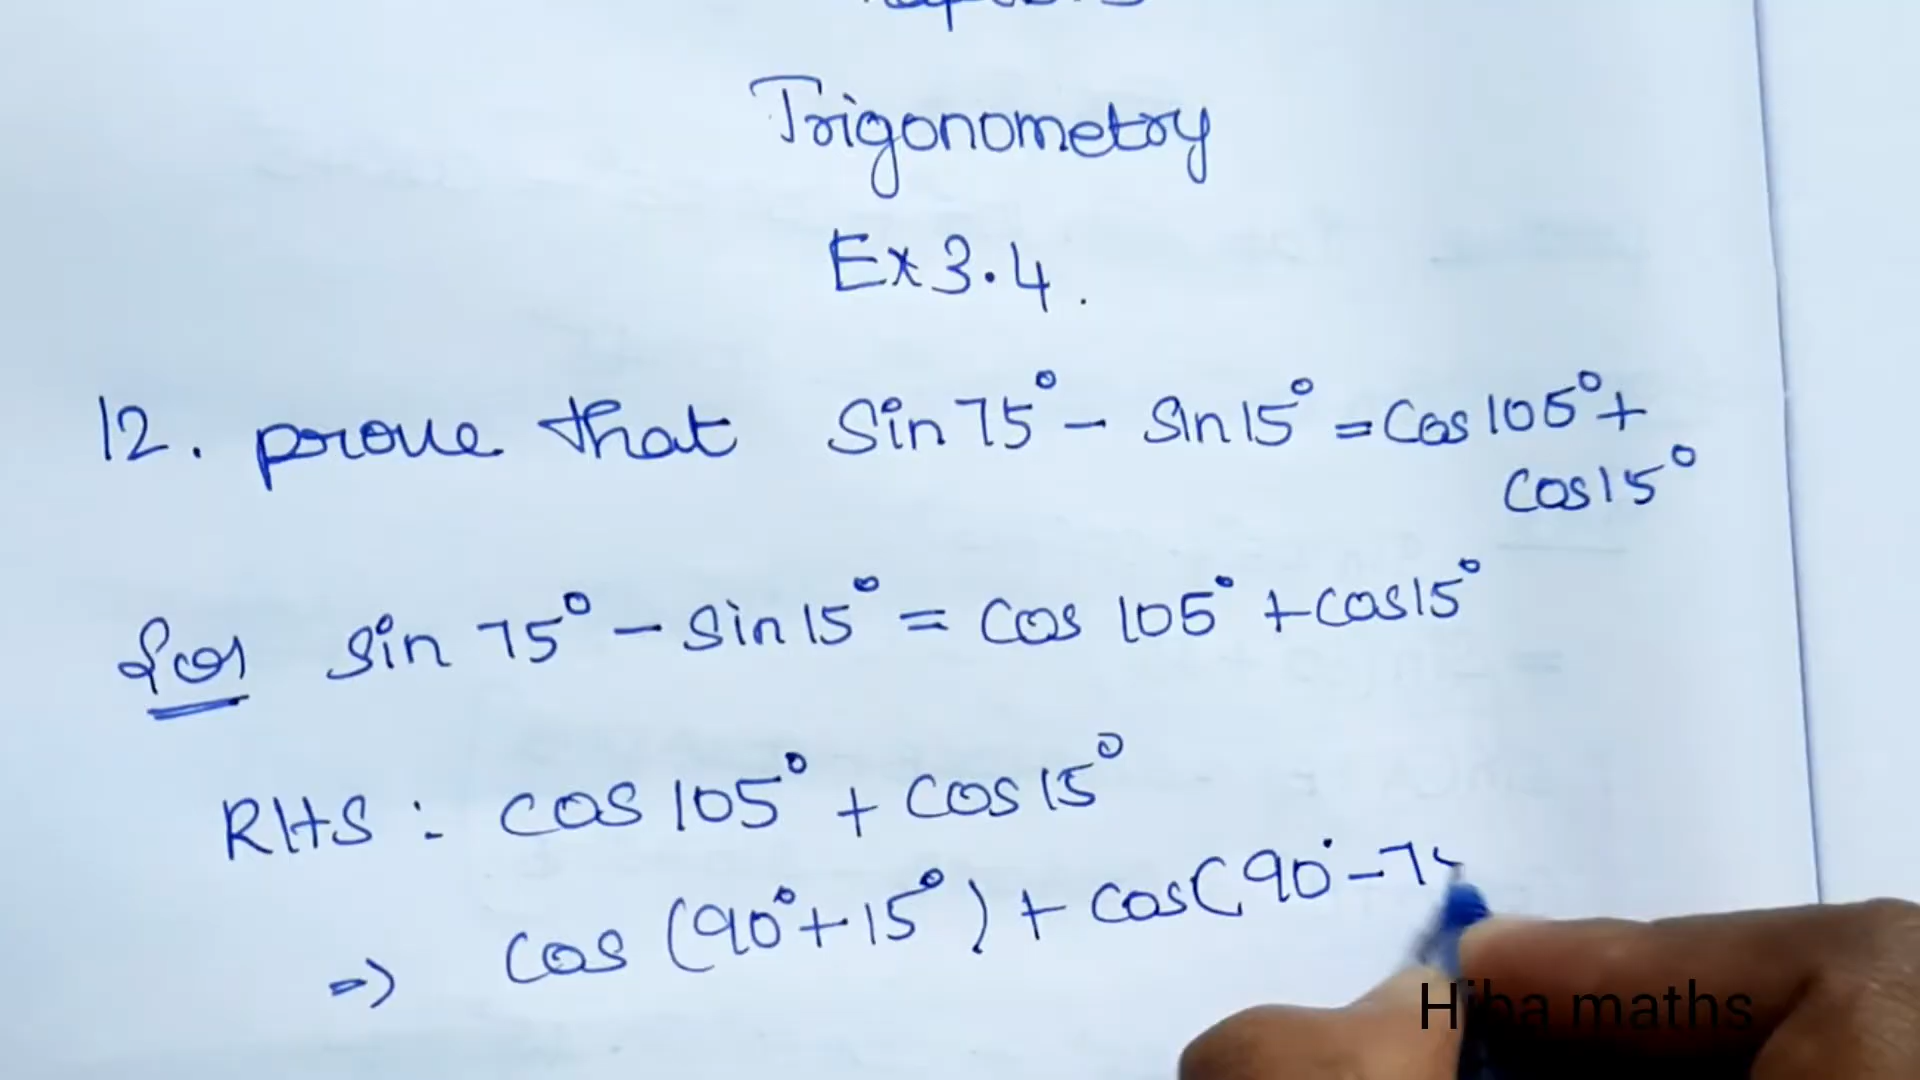 Trigonometry
Ex 3.4.
12. prove that Sin 75° - Sin 15° = Cos 105° +
Cos 15°
Sin 75° - Sin 15° = Cos 105° + Cos 15°
RHS : Cos 105° + Cos 15°
⇒ Cos (90° + 15°) + Cos (90° - 7
Hiba maths